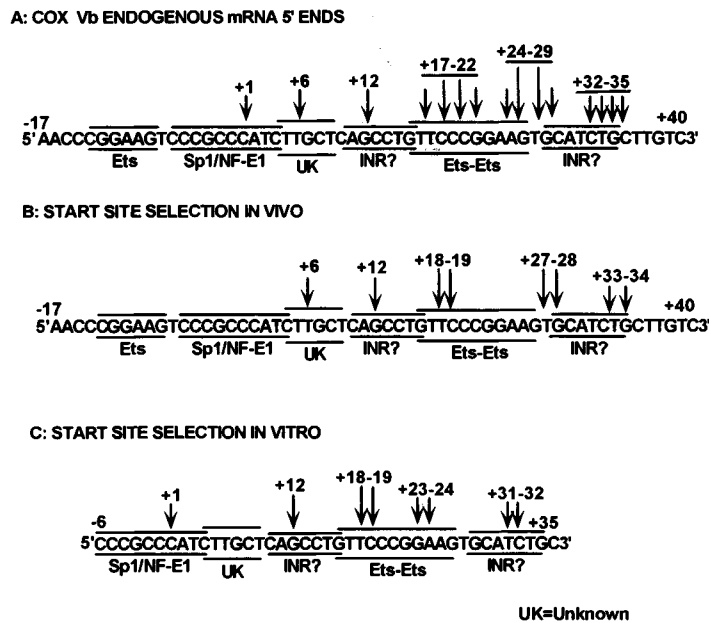 A: COX Vb ENDOGENOUS mRNA 5' ENDS
+1 +6 +12 +17-22 +24-29 +32-35
-17 +40
5'AACCCGGAAGTCCCGCCCATCTTGCTCAGCCTGTTCCCGGAAGTGCATCTGCTTGTC3'
Ets Sp1/NF-E1 UK INR? Ets-Ets INR?
B: START SITE SELECTION IN VIVO
+6 +12 +18-19 +27-28 +33-34
-17 +40
5'AACCCGGAAGTCCCGCCCATCTTGCTCAGCCTGTTCCCGGAAGTGCATCTGCTTGTC3'
Ets Sp1/NF-E1 UK INR? Ets-Ets INR?
C: START SITE SELECTION IN VITRO
+1 +12 +18-19 +23-24 +31-32
-6 +35
5'CCCGCCCATCTTGCTCAGCCTGTTCCCGGAAGTGCATCTGC3'
Sp1/NF-E1 UK INR? Ets-Ets INR?
UK=Unknown